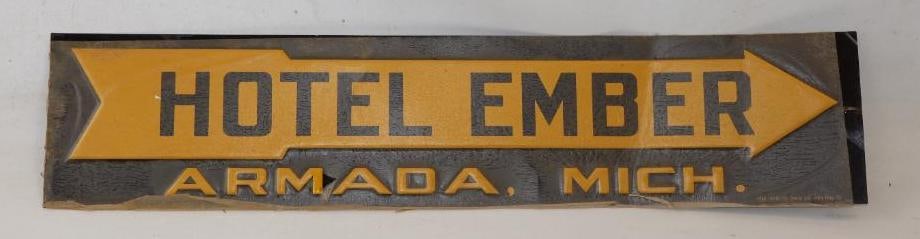 HOTEL EMBER
ARMADA, MICH.